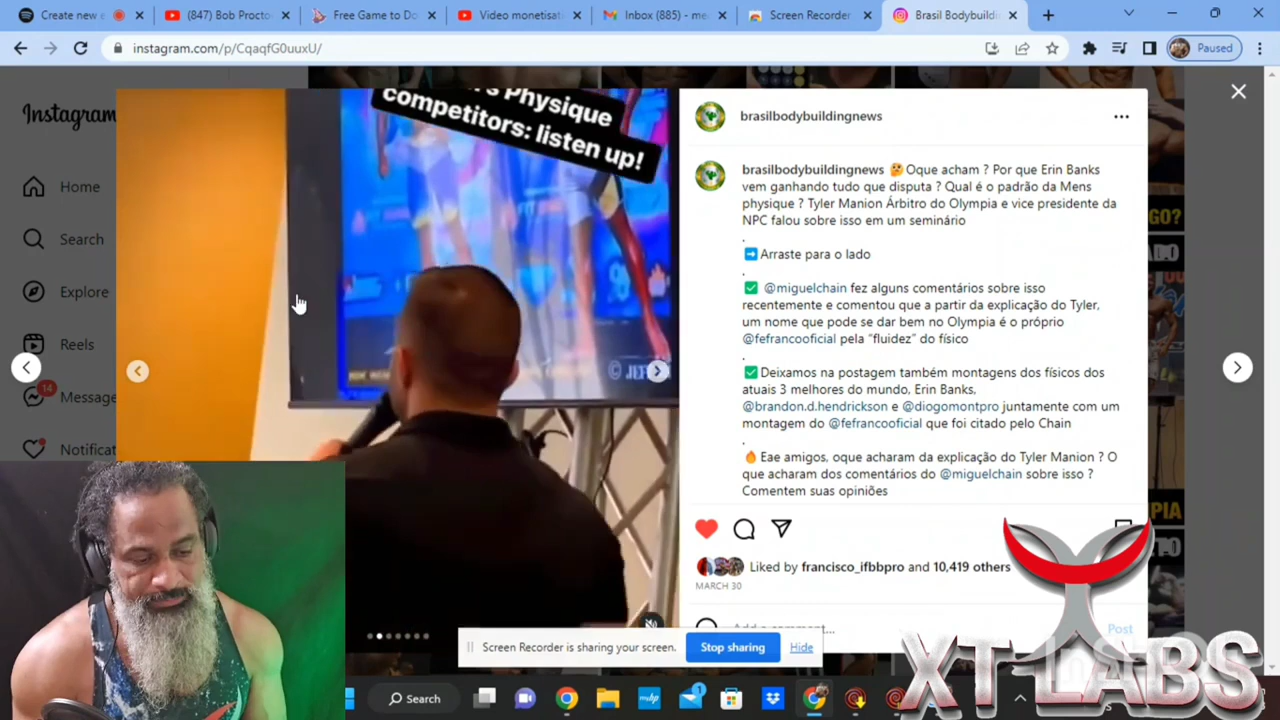 Create new e
(847) Bob Procto
Free Game to Do
Video monetisat
Inbox (885) - me
Screen Recorder
Brasil Bodybuildi
instagram.com/p/CqaqfG0uuxU/
Paused
Instagram
Home
Search
Explore
Reels
14
Message
Notificat
Physique
competitors: listen up!
© JEF
brasilbodybuildingnews
brasilbodybuildingnews 🤔Oque acham ? Por que Erin Banks
vem ganhando tudo que disputa ? Qual é o padrão da Mens
physique ? Tyler Manion Árbitro do Olympia e vice presidente da
NPC falou sobre isso em um seminário
.
➡️Arraste para o lado
.
✅ @miguelchain fez alguns comentários sobre isso
recentemente e comentou que a partir da explicação do Tyler,
um nome que pode se dar bem no Olympia é o próprio
@fefrancooficial pela “fluidez” do físico
.
✅Deixamos na postagem também montagens dos físicos dos
atuais 3 melhores do mundo, Erin Banks,
@brandon.d.hendrickson e @diogomontpro juntamente com um
montagem do @fefrancooficial que foi citado pelo Chain
.
🔥Eae amigos, oque acharam da explicação do Tyler Manion ? O
que acharam dos comentários do @miguelchain sobre isso ?
Comentem suas opiniões
Liked by francisco_ifbbpro and 10,419 others
MARCH 30
Add a comment...
Post
GO?
Screen Recorder is sharing your screen.
Stop sharing
Hide
Search
myhp
1
XT LABS